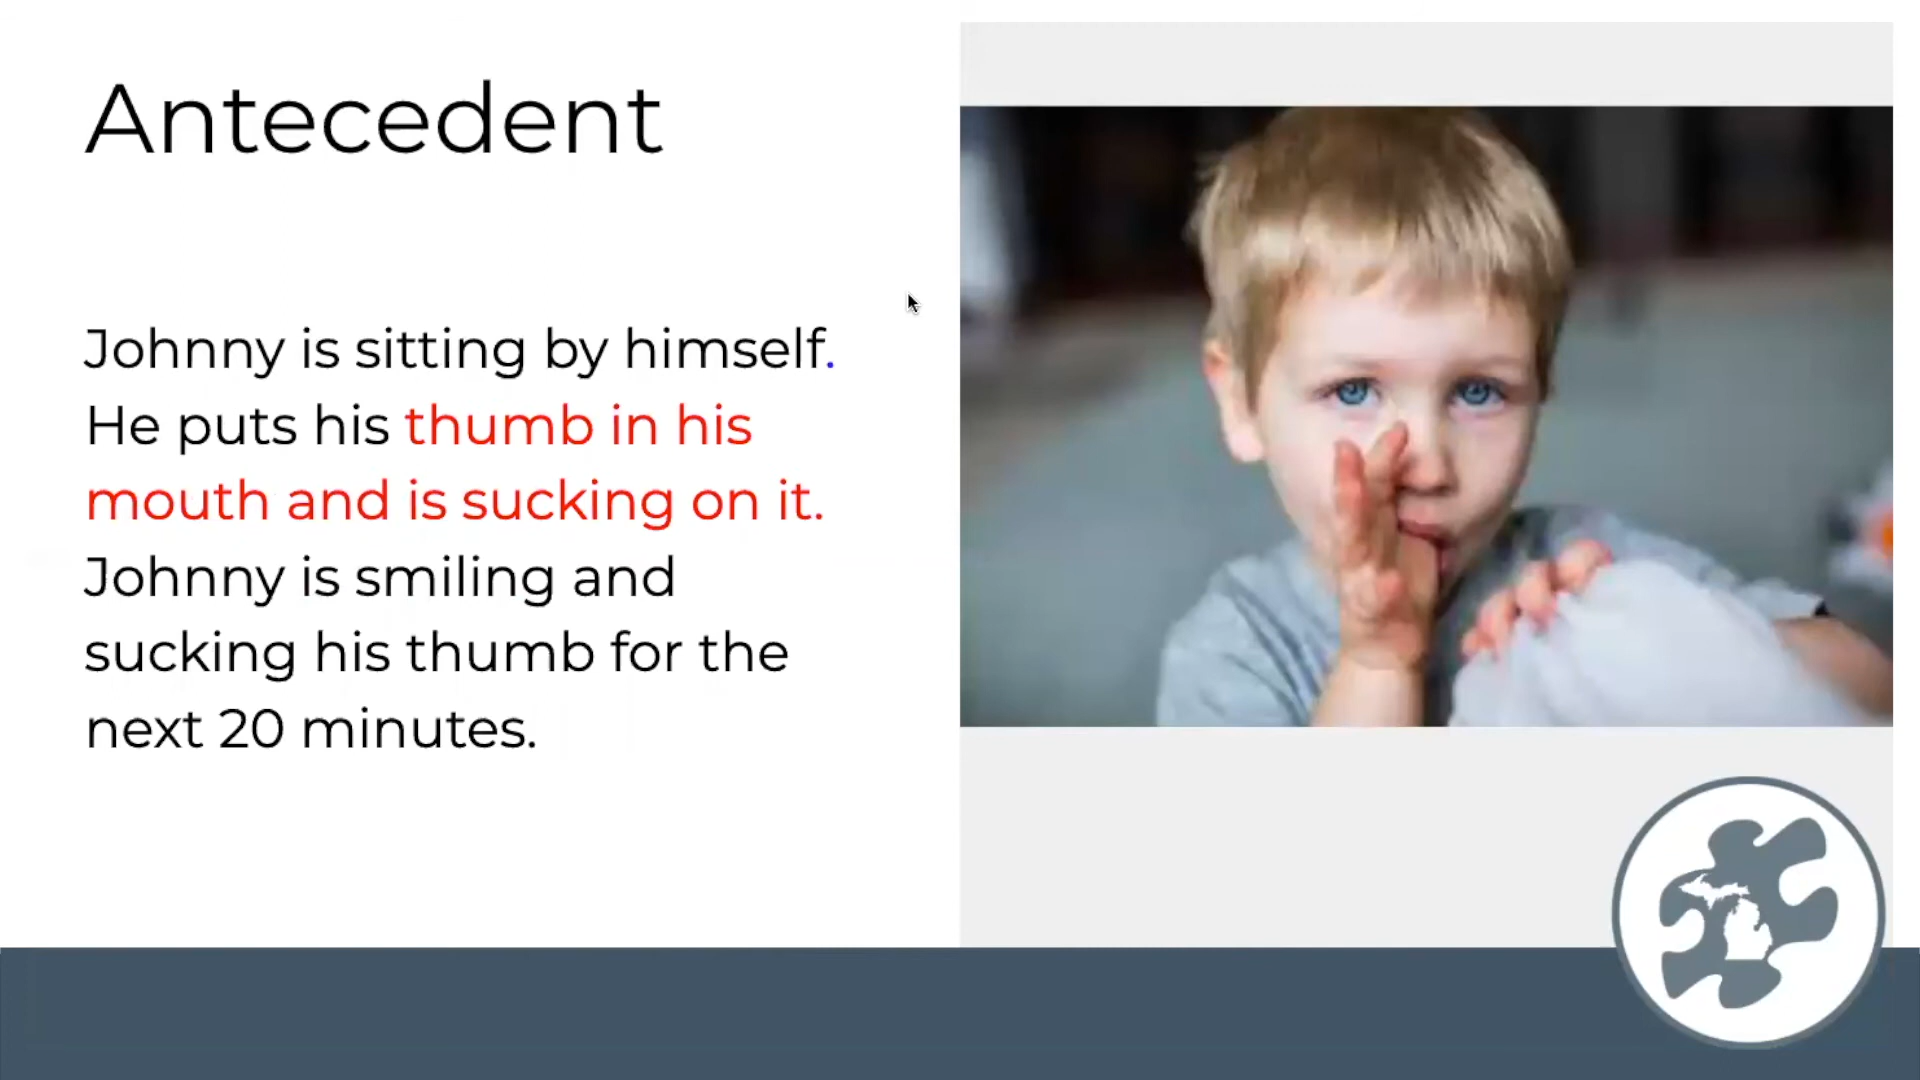 Antecedent
Johnny is sitting by himself.
He puts his thumb in his
mouth and is sucking on it.
Johnny is smiling and
sucking his thumb for the
next 20 minutes.